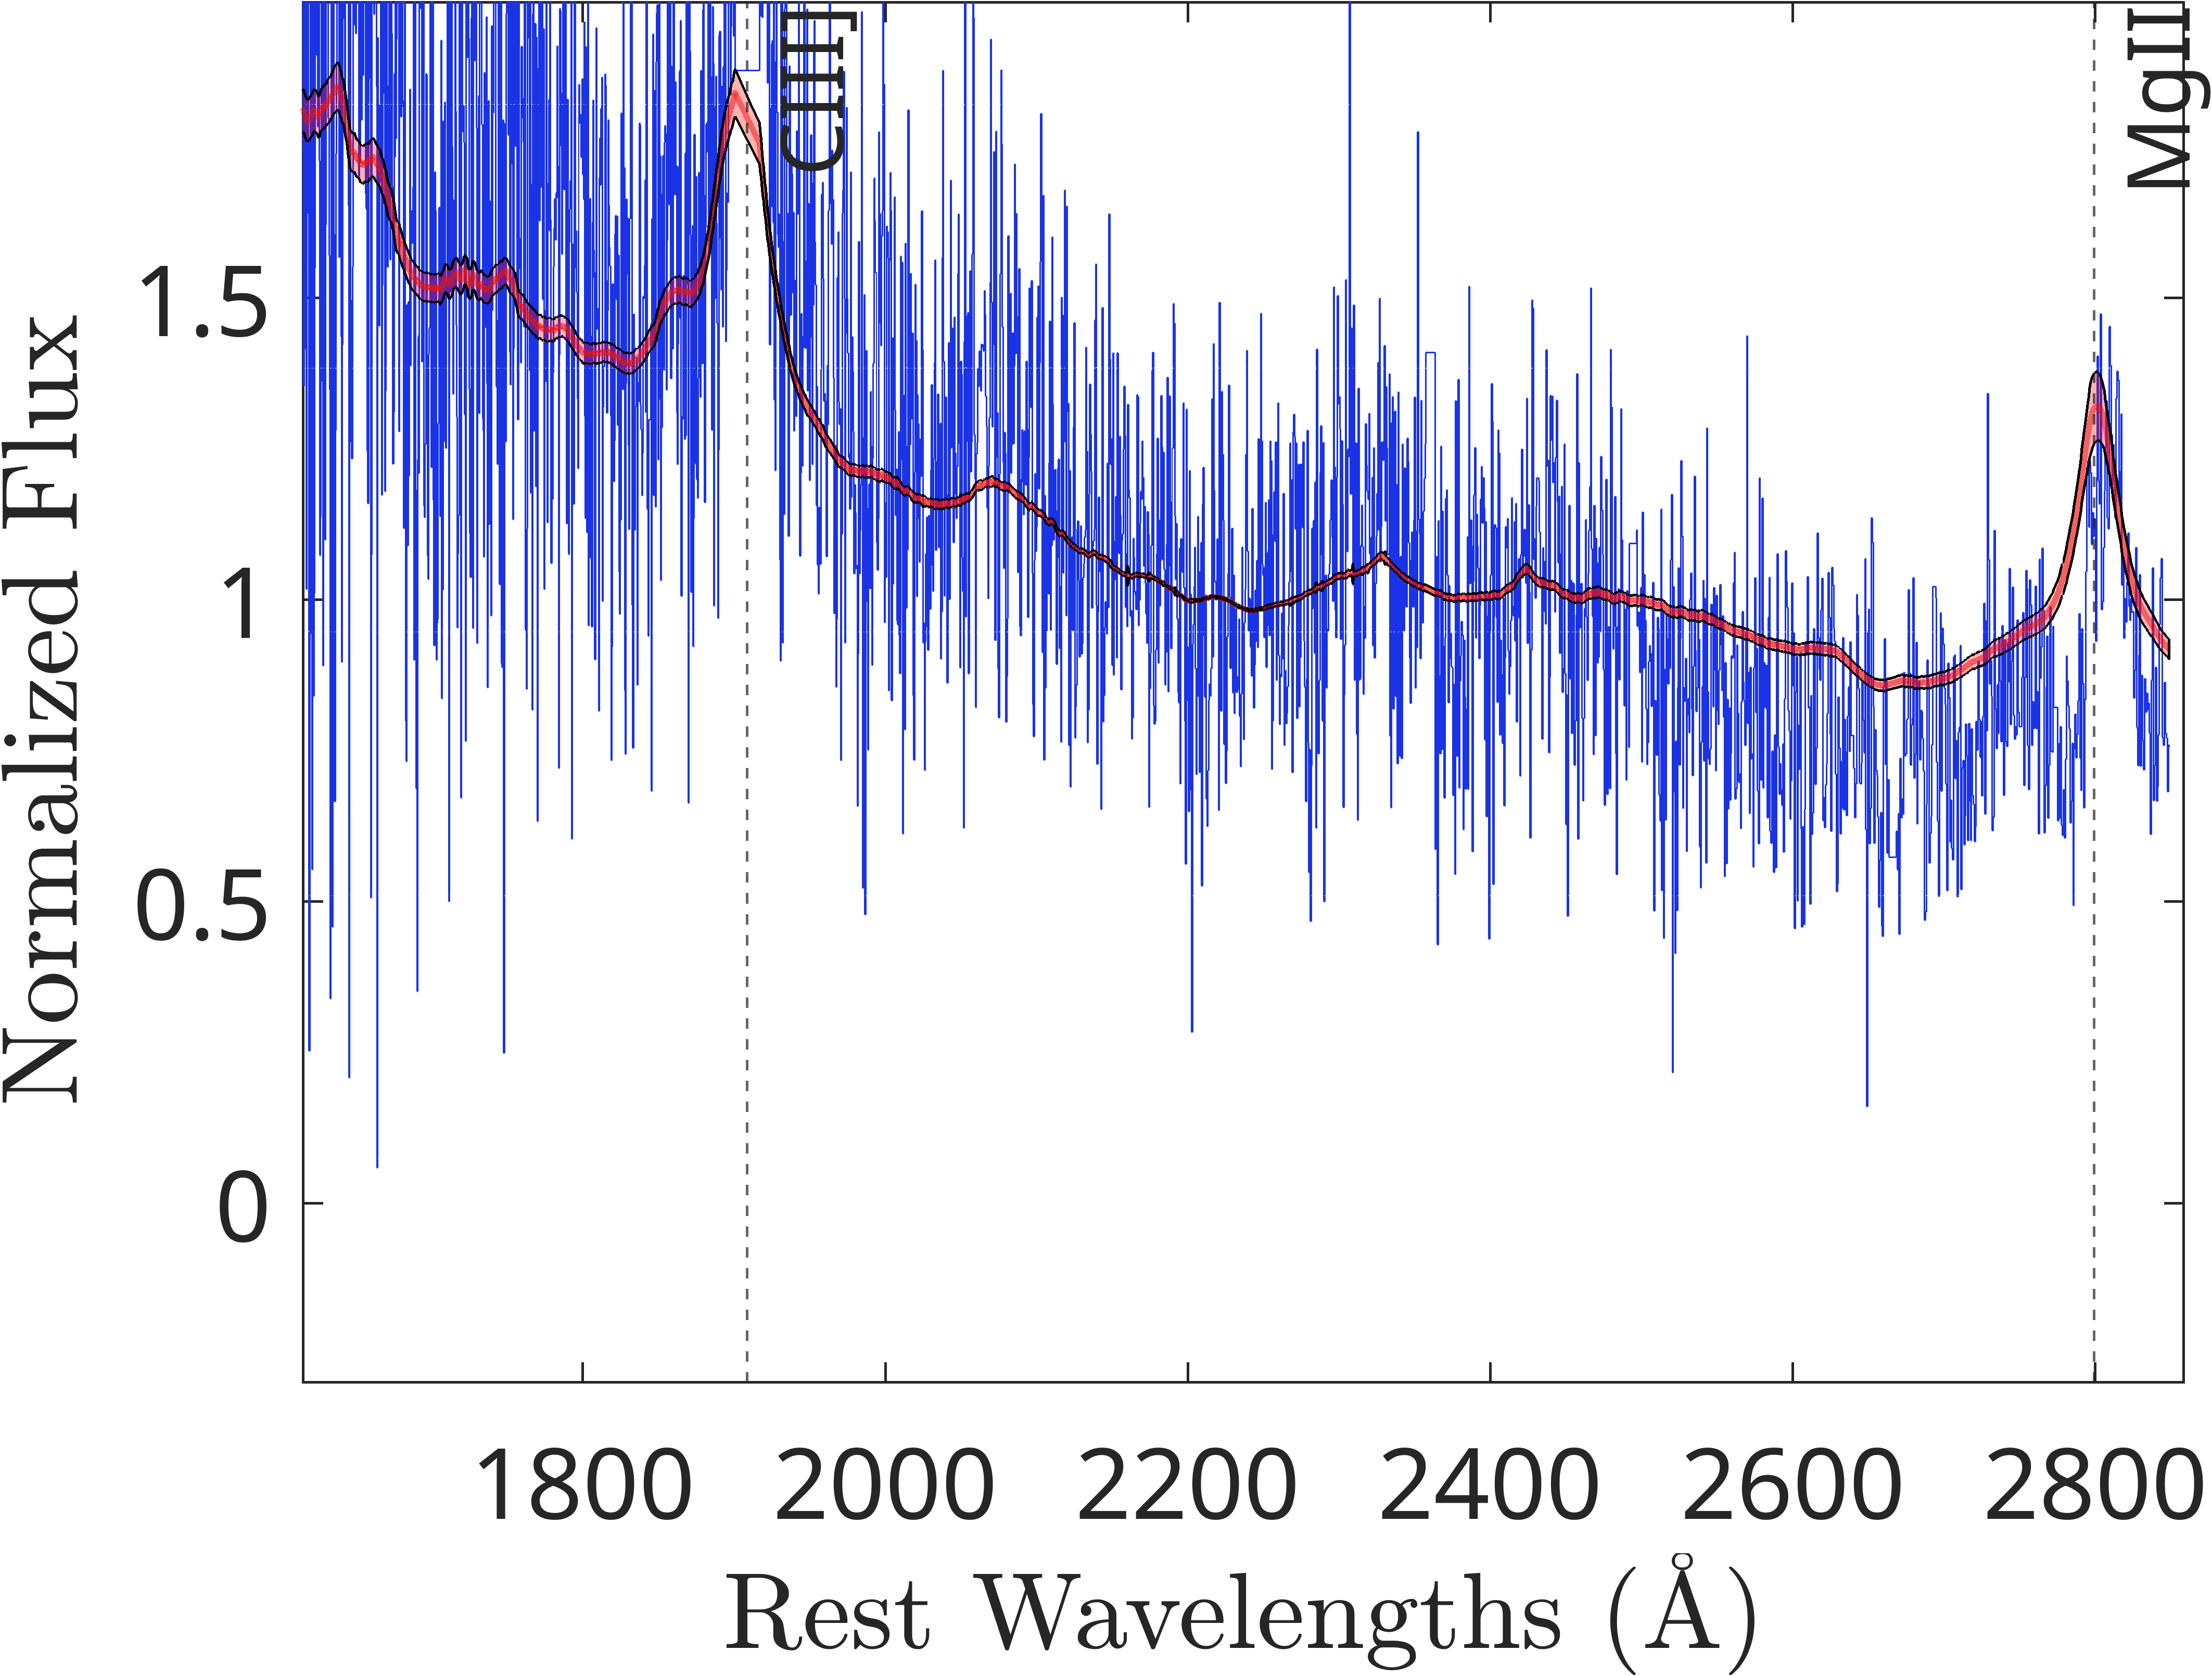 CIII]
MgII
1.5
1
0.5
0
Normalized Flux
1800 2000 2200 2400 2600 2800
Rest Wavelengths (Å)